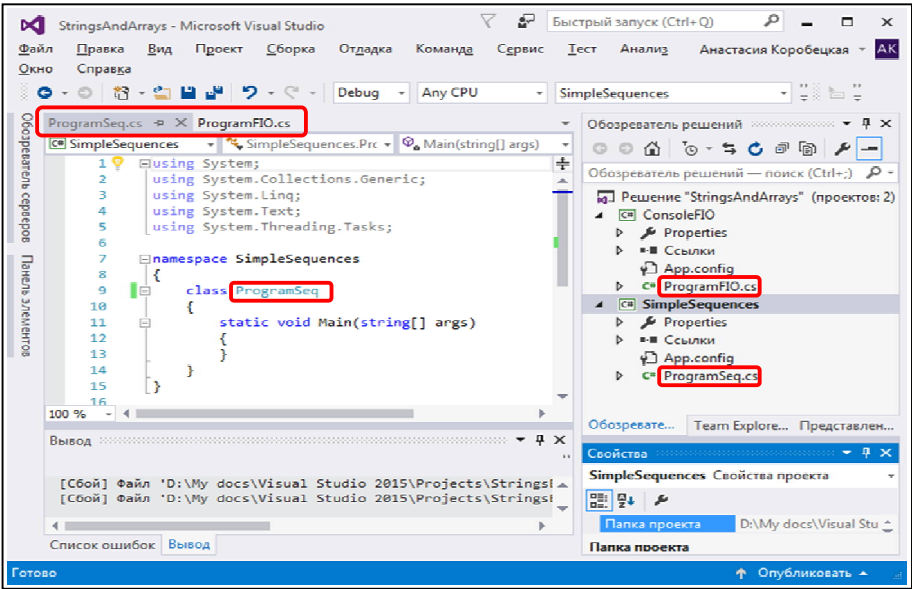 StringsAndArrays - Microsoft Visual Studio
Быстрый запуск (Ctrl+Q)
Файл Правка Вид Проект Сборка Отладка Команда Сервис Тест Анализ Анастасия Коробецкая АК
Окно Справка
Debug Any CPU SimpleSequences
Обозреватель серверов
Панель элементов
ProgramSeq.cs ProgramFIO.cs
SimpleSequences SimpleSequences.Prc Main(string[] args)
1 using System;
2 using System.Collections.Generic;
3 using System.Linq;
4 using System.Text;
5 using System.Threading.Tasks;
6
7 namespace SimpleSequences
8 {
9 class ProgramSeq
10 {
11 static void Main(string[] args)
12 {
13 }
14 }
15 }
16
100 %
Вывод
[Сбой] Файл 'D:\My docs\Visual Studio 2015\Projects\Strings
[Сбой] Файл 'D:\My docs\Visual Studio 2015\Projects\Strings
Список ошибок Вывод
Обозреватель решений
Обозреватель решений — поиск (Ctrl+;)
Решение "StringsAndArrays" (проектов: 2)
C# ConsoleFIO
Properties
Ссылки
App.config
C# ProgramFIO.cs
C# SimpleSequences
Properties
Ссылки
App.config
C# ProgramSeq.cs
Обозревате... Team Explore... Представлен...
Свойства
SimpleSequences Свойства проекта
Папка проекта D:\My docs\Visual Stu
Папка проекта
Готово
Опубликовать